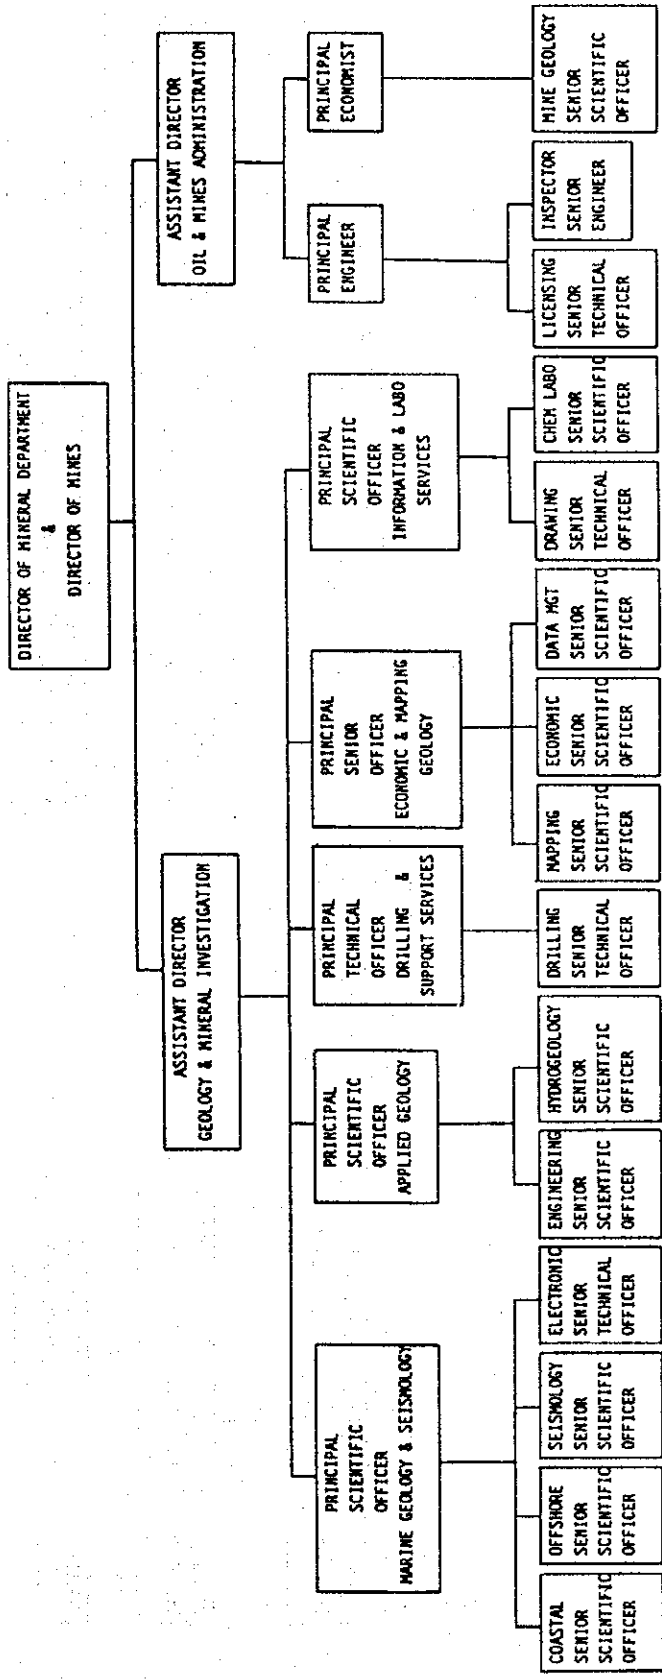 DIRECTOR OF MINERAL DEPARTMENT
&
DIRECTOR OF MINES
ASSISTANT DIRECTOR
GEOLOGY & MINERAL INVESTIGATION
ASSISTANT DIRECTOR
OIL & MINES ADMINISTRATION
PRINCIPAL
SCIENTIFIC
OFFICER
MARINE GEOLOGY & SEISMOLOGY
PRINCIPAL
SCIENTIFIC
OFFICER
APPLIED GEOLOGY
PRINCIPAL
TECHNICAL
OFFICER
DRILLING &
SUPPORT SERVICES
PRINCIPAL
SENIOR
OFFICER
ECONOMIC & MAPPING
GEOLOGY
PRINCIPAL
SCIENTIFIC
OFFICER
INFORMATION & LABO
SERVICES
PRINCIPAL
ENGINEER
PRINCIPAL
ECONOMIST
COASTAL
SENIOR
SCIENTIFIC
OFFICER
OFFSHORE
SENIOR
SCIENTIFIC
OFFICER
SEISMOLOGY
SENIOR
SCIENTIFIC
OFFICER
ELECTRONIC
SENIOR
TECHNICAL
OFFICER
ENGINEERING
SENIOR
SCIENTIFIC
OFFICER
HYDROGEOLOGY
SENIOR
SCIENTIFIC
OFFICER
DRILLING
SENIOR
TECHNICAL
OFFICER
MAPPING
SENIOR
SCIENTIFIC
OFFICER
ECONOMIC
SENIOR
SCIENTIFIC
OFFICER
DATA MGT
SENIOR
SCIENTIFIC
OFFICER
DRAWING
SENIOR
TECHNICAL
OFFICER
CHEM LABO
SENIOR
SCIENTIFIC
OFFICER
LICENSING
SENIOR
TECHNICAL
OFFICER
INSPECTOR
SENIOR
ENGINEER
MINE GEOLOGY
SENIOR
SCIENTIFIC
OFFICER